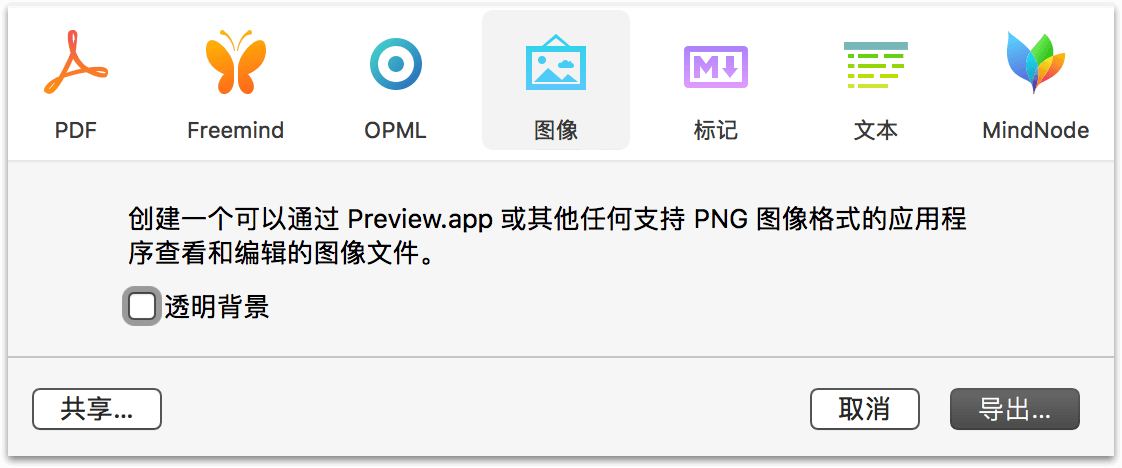 PDF Freemind OPML 图像 标记 文本 MindNode
创建一个可以通过 Preview.app 或其他任何支持 PNG 图像格式的应用程
序查看和编辑的图像文件。
透明背景
共享... 取消 导出...